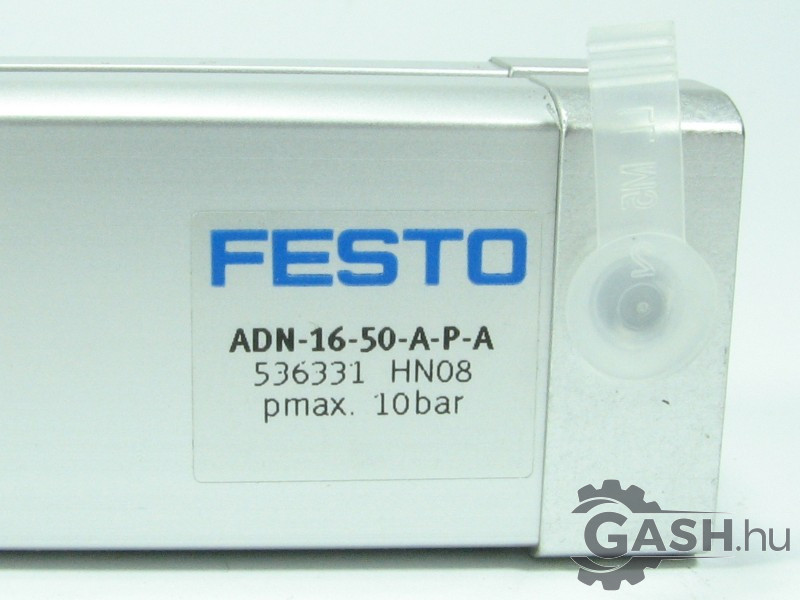 FESTO
ADN-16-50-A-P-A
536331 HN08
pmax. 10bar
GASH.hu